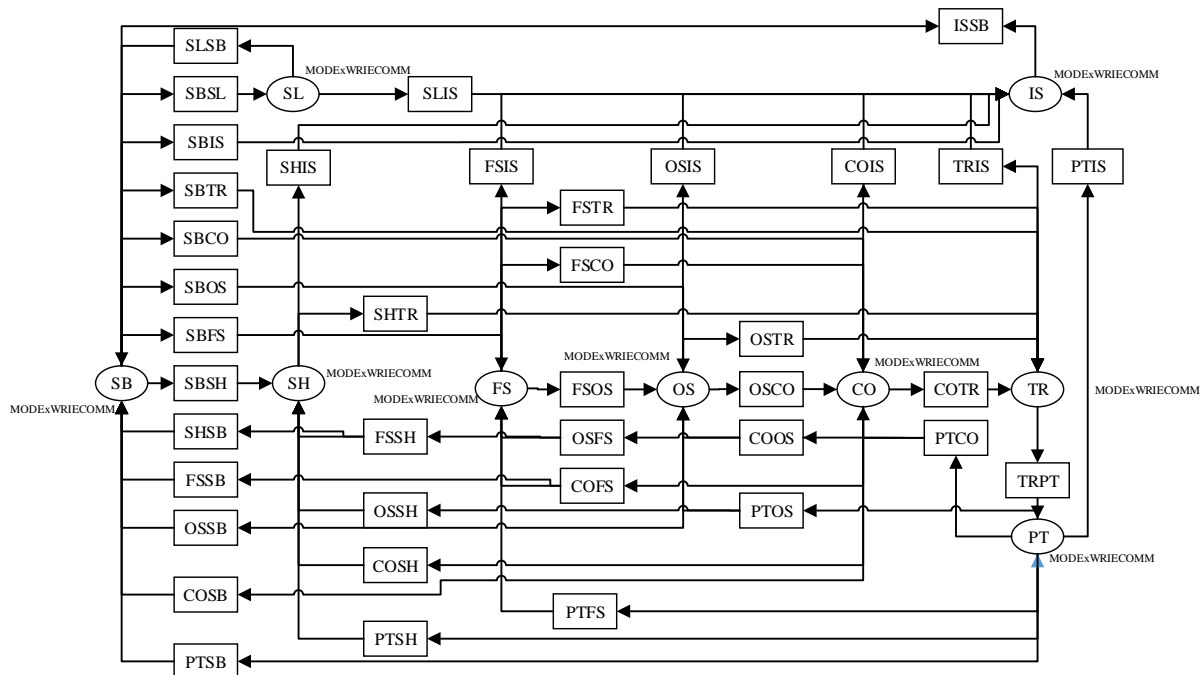 ISSB
SLSB
MODExWRIECOMM
MODExWRIECOMM
SBSL
SL
SLIS
IS
SBIS
SHIS
FSIS
OSIS
COIS
TRIS
PTIS
SBTR
FSTR
SBCO
FSCO
SBOS
SHTR
SBFS
OSTR
MODExWRIECOMM
MODExWRIECOMM
SB
SBSH
SH
MODExWRIECOMM
FS
FSOS
OS
OSCO
CO
COTR
TR
MODExWRIECOMM
MODExWRIECOMM
MODExWRIECOMM
SHSB
FSSH
OSFS
COOS
PTCO
FSSB
COFS
TRPT
OSSB
OSSH
PTOS
PT
MODExWRIECOMM
COSH
COSB
PTFS
PTSH
PTSB